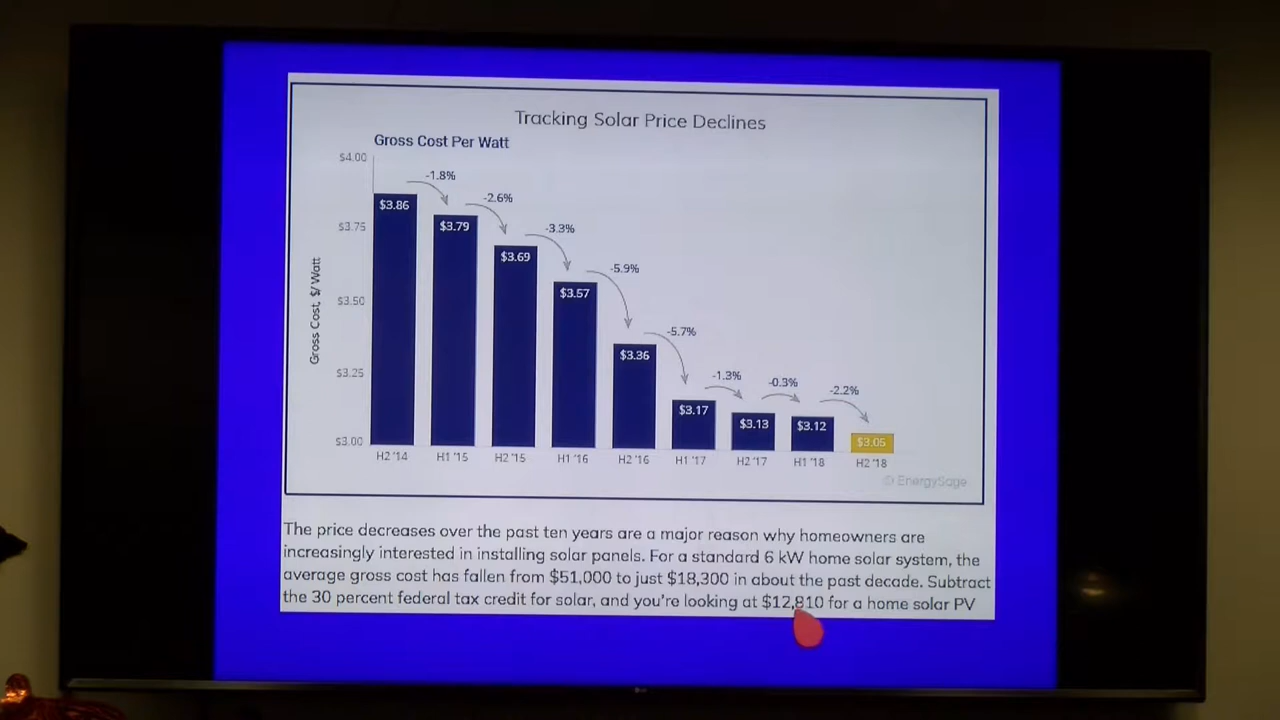 Tracking Solar Price Declines
Gross Cost Per Watt
$4.00
$3.75
$3.50
$3.25
$3.00
Gross Cost, $/Watt
-1.8%
-2.6%
-3.3%
-5.9%
-5.7%
-1.3%
-0.3%
-2.2%
$3.86
$3.79
$3.69
$3.57
$3.36
$3.17
$3.13
$3.12
$3.05
H2 '14
H1 '15
H2 '15
H1 '16
H2 '16
H1 '17
H2 '17
H1 '18
H2 '18
© EnergySage
The price decreases over the past ten years are a major reason why homeowners are
increasingly interested in installing solar panels. For a standard 6 kW home solar system, the
average gross cost has fallen from $51,000 to just $18,300 in about the past decade. Subtract
the 30 percent federal tax credit for solar, and you're looking at $12,810 for a home solar PV